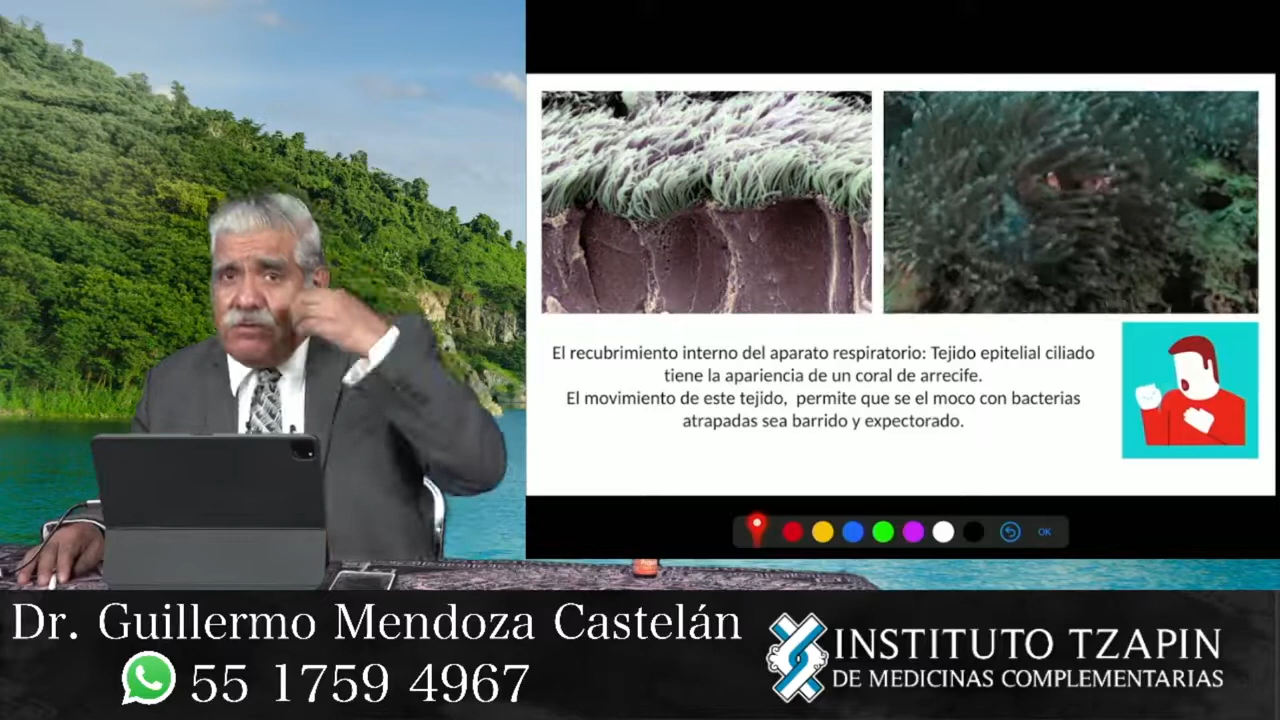 El recubrimiento interno del aparato respiratorio: Tejido epitelial ciliado
tiene la apariencia de un coral de arrecife.
El movimiento de este tejido, permite que se el moco con bacterias
atrapadas sea barrido y expectorado.
OK
Dr. Guillermo Mendoza Castelán
55 1759 4967
INSTITUTO TZAPIN
DE MEDICINAS COMPLEMENTARIAS